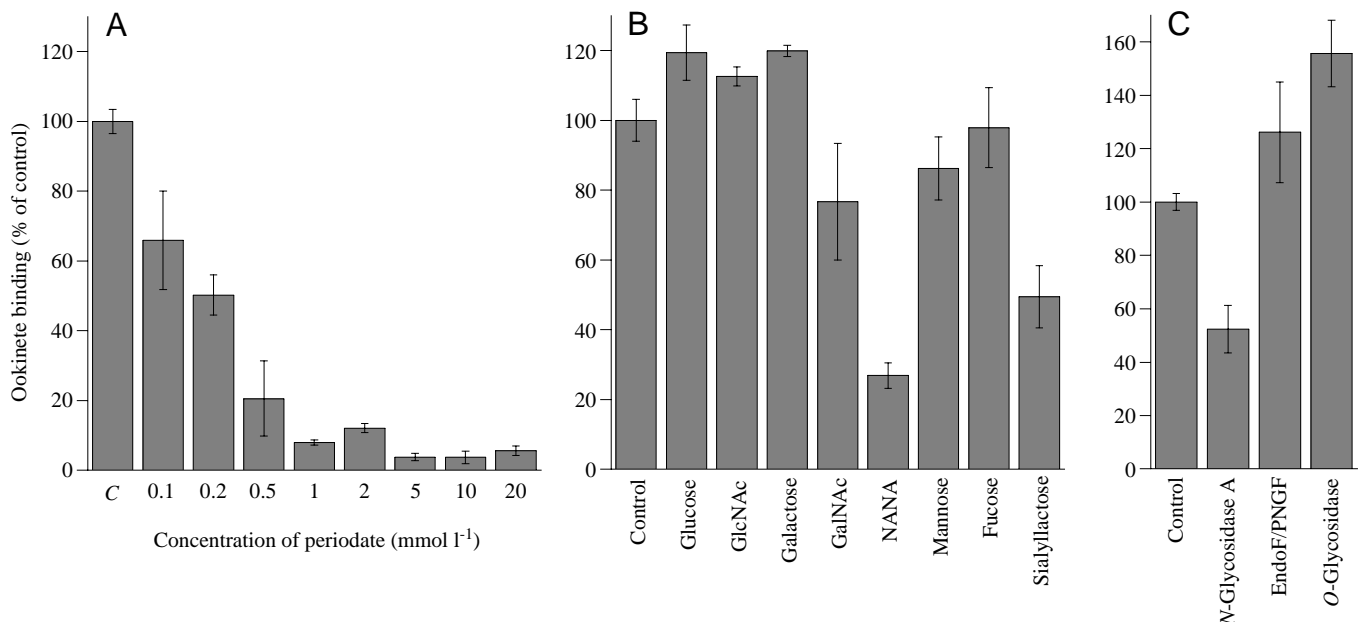 A
B
C
Ookinete binding (% of control)
120
100
80
60
40
20
0
C 0.1 0.2 0.5 1 2 5 10 20
Concentration of periodate (mmol l-1)
120
100
80
60
40
20
0
Control
Glucose
GlcNAc
Galactose
GalNAc
NANA
Mannose
Fucose
Sialyllactose
160
140
120
100
80
60
40
20
0
Control
N-Glycosidase A
EndoF/PNGF
O-Glycosidase